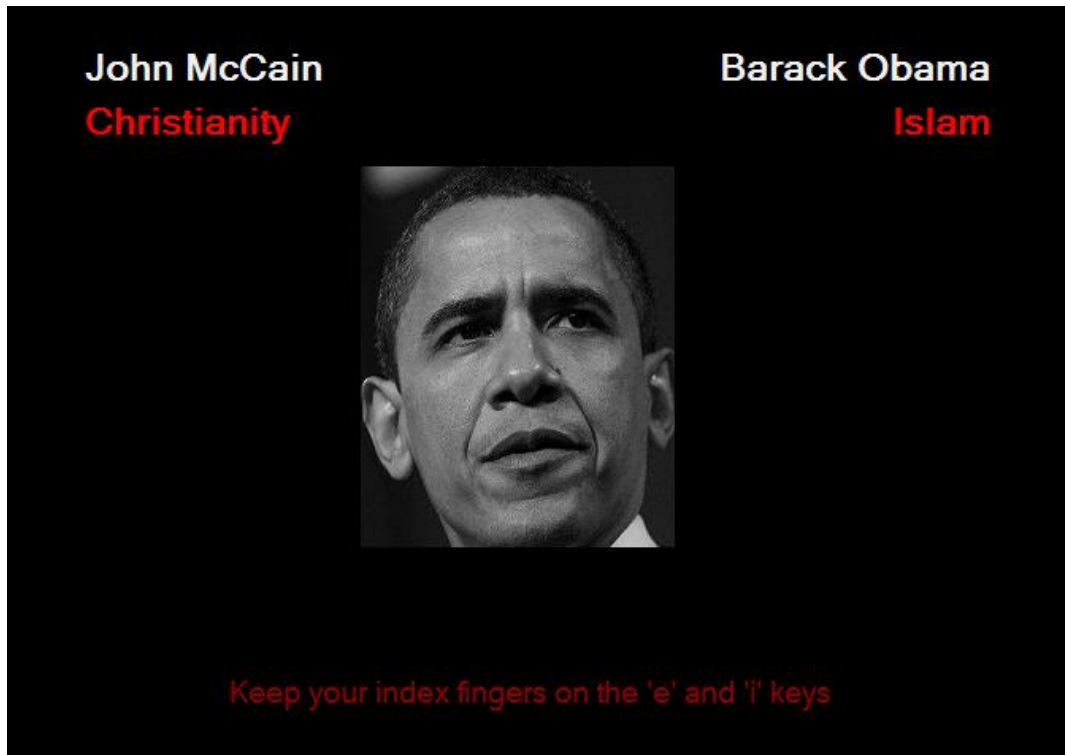 John McCain
Christianity
Barack Obama
Islam
Keep your index fingers on the 'e' and 'i' keys